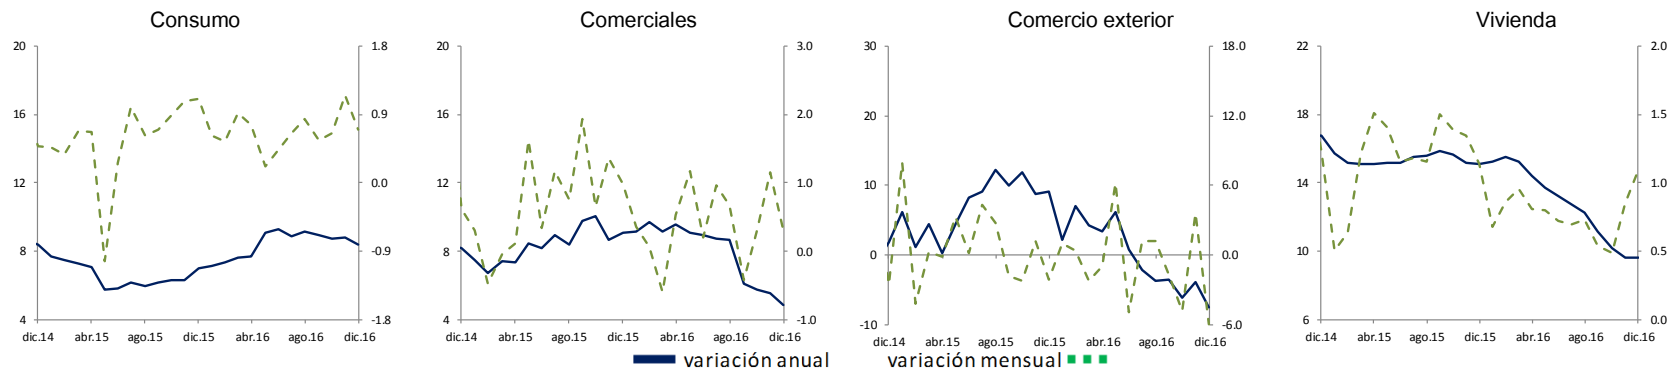 Consumo
20
16
12
8
4
1.8
0.9
0.0
-0.9
-1.8
dic.14
abr.15
ago.15
dic.15
abr.16
ago.16
dic.16
Comerciales
20
16
12
8
4
3.0
2.0
1.0
0.0
-1.0
dic.14
abr.15
ago.15
dic.15
abr.16
ago.16
dic.16
Comercio exterior
30
20
10
0
-10
18.0
12.0
6.0
0.0
-6.0
dic.14
abr.15
ago.15
dic.15
abr.16
ago.16
dic.16
Vivienda
22
18
14
10
6
2.0
1.5
1.0
0.5
0.0
dic.14
abr.15
ago.15
dic.15
abr.16
ago.16
dic.16
variación anual
variación mensual